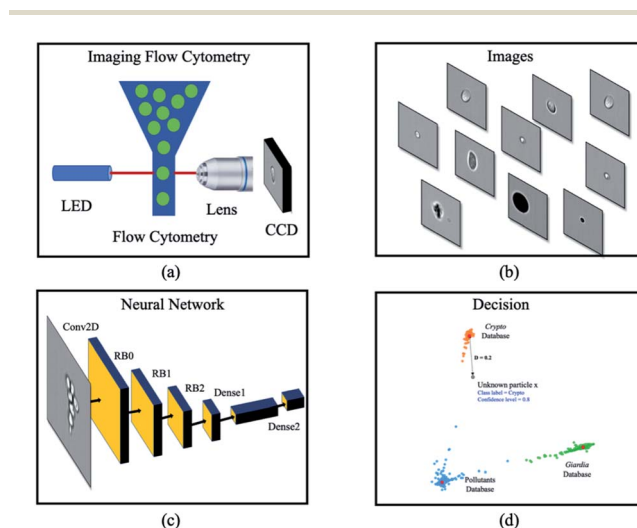 Imaging Flow Cytometry
LED
Lens
CCD
Flow Cytometry
(a)
Images
(b)
Neural Network
Conv2D
RB0
RB1
RB2
Dense1
Dense2
(c)
Decision
Crypto
Database
D = 0.2
Unknown particle x
Class label = Crypto
Confidence level = 0.8
Giardia
Database
Pollutants
Database
(d)